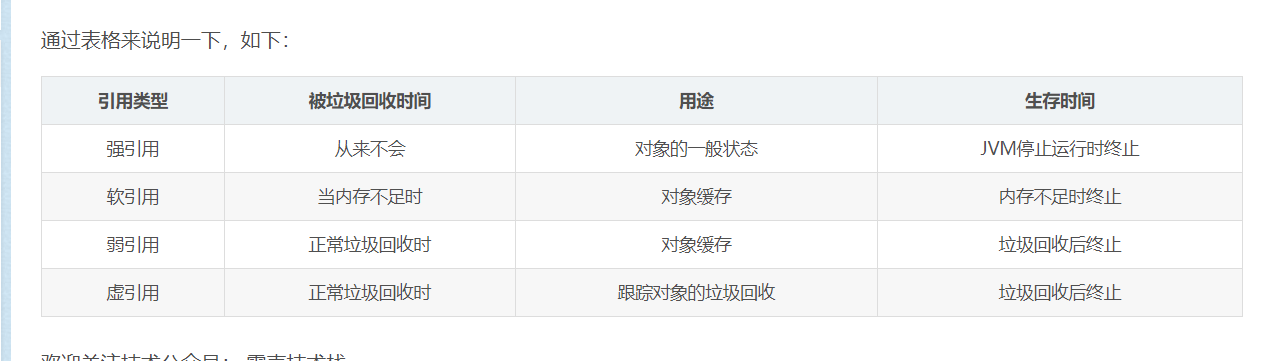 通过表格来说明一下，如下：
引用类型 被垃圾回收时间 用途 生存时间
强引用 从来不会 对象的一般状态 JVM停止运行时终止
软引用 当内存不足时 对象缓存 内存不足时终止
弱引用 正常垃圾回收时 对象缓存 垃圾回收后终止
虚引用 正常垃圾回收时 跟踪对象的垃圾回收 垃圾回收后终止